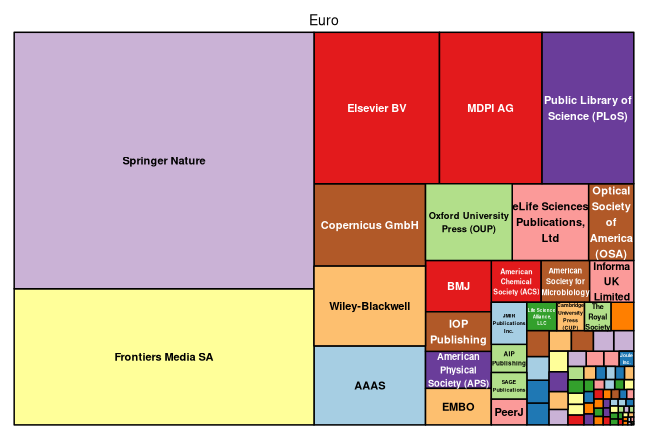 Euro
Springer Nature
Frontiers Media SA
Elsevier BV
MDPI AG
Public Library of
Science (PLoS)
Copernicus GmbH
Oxford University
Press (OUP)
eLife Sciences
Publications,
Ltd
Optical
Society
of
America
(OSA)
Wiley-Blackwell
AAAS
BMJ
IOP
Publishing
American
Physical
Society (APS)
EMBO
American
Chemical
Society (ACS)
American
Society for
Microbiology
Informa
UK
Limited
JMIR
Publications
Inc.
Life Science
Alliance,
LLC
Cambridge
University
Press
(CUP)
The
Royal
Society
AIP
Publishing
SAGE
Publications
PeerJ
Joule
Inc.